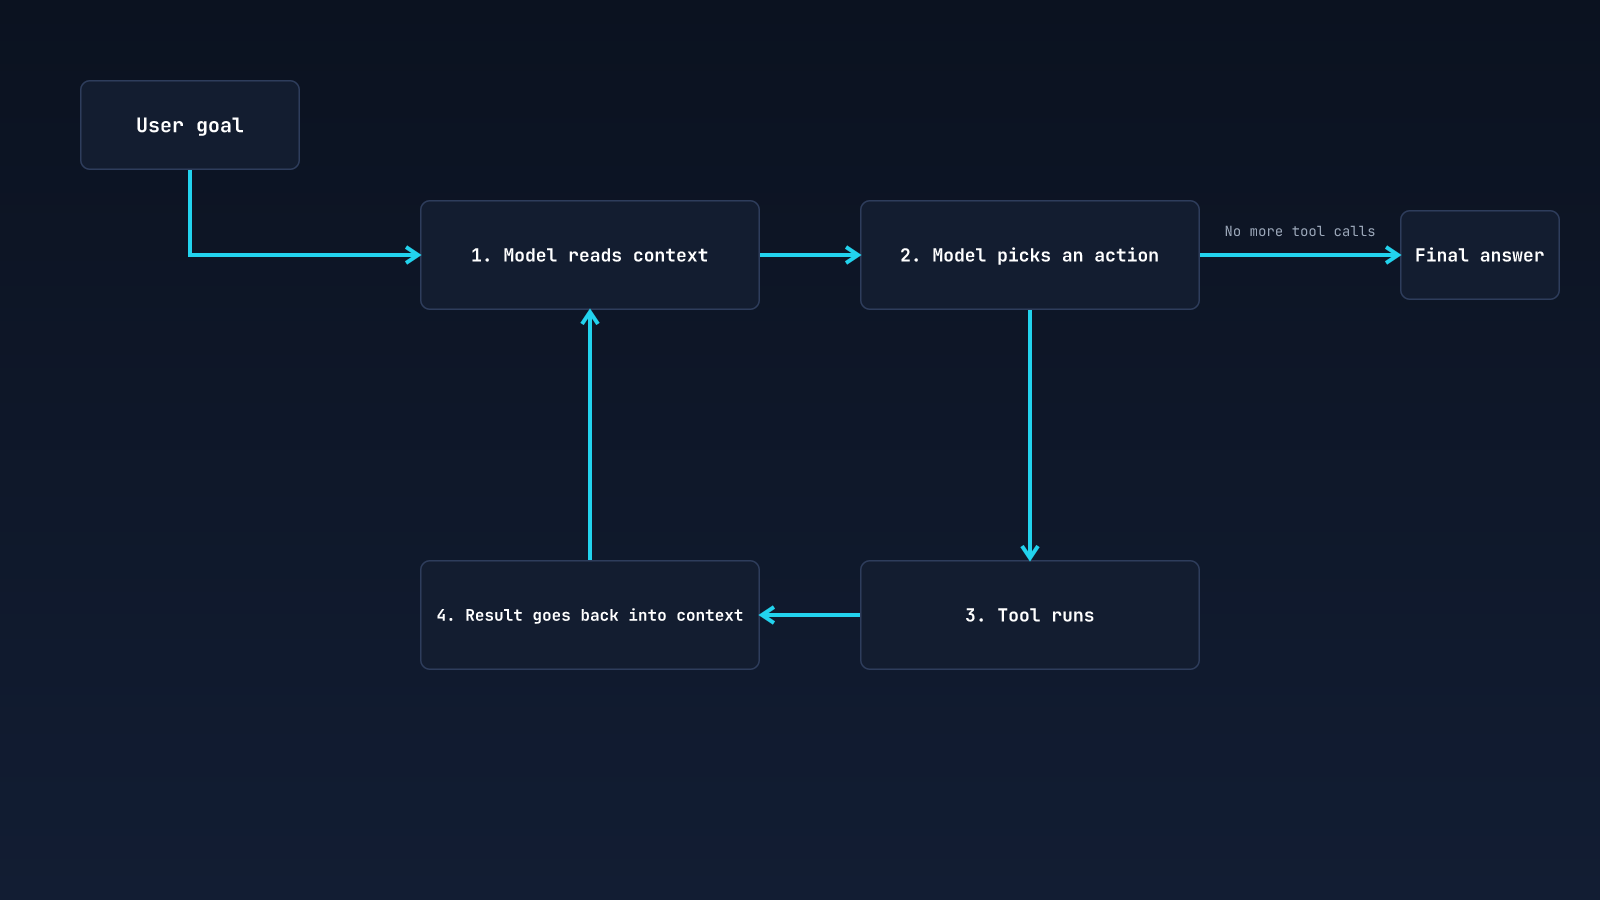 User goal
1. Model reads context
2. Model picks an action
No more tool calls
Final answer
4. Result goes back into context
3. Tool runs